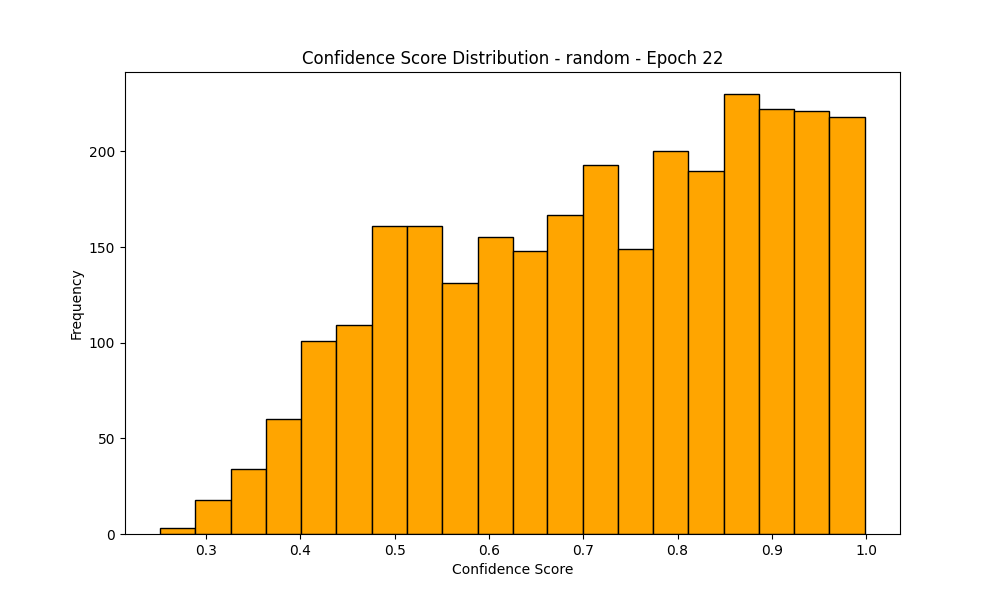 Confidence Score Distribution - random - Epoch 22
Frequency
200
150
100
50
0
0.3 0.4 0.5 0.6 0.7 0.8 0.9 1.0
Confidence Score